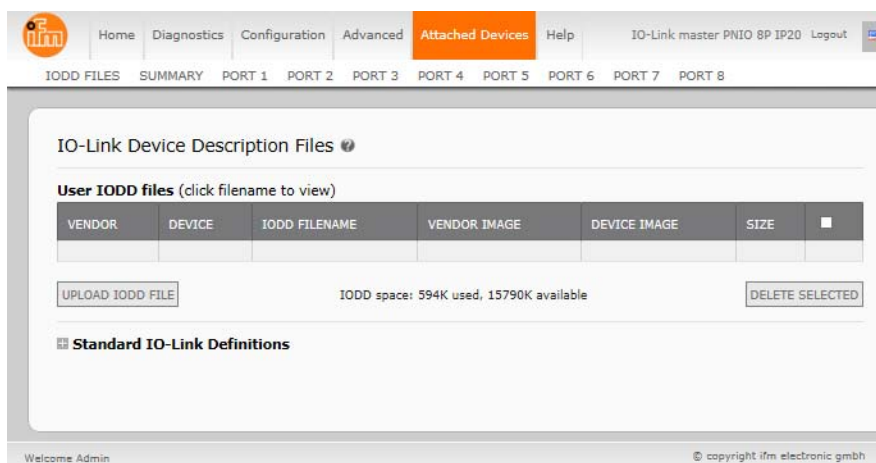 ifm Home Diagnostics Configuration Advanced Attached Devices Help IO-Link master PNIO 8P IP20 Logout
IODD FILES SUMMARY PORT 1 PORT 2 PORT 3 PORT 4 PORT 5 PORT 6 PORT 7 PORT 8
IO-Link Device Description Files ?
User IODD files (click filename to view)
VENDOR DEVICE IODD FILENAME VENDOR IMAGE DEVICE IMAGE SIZE
UPLOAD IODD FILE IODD space: 594K used, 15790K available DELETE SELECTED
Standard IO-Link Definitions
Welcome Admin © copyright ifm electronic gmbh